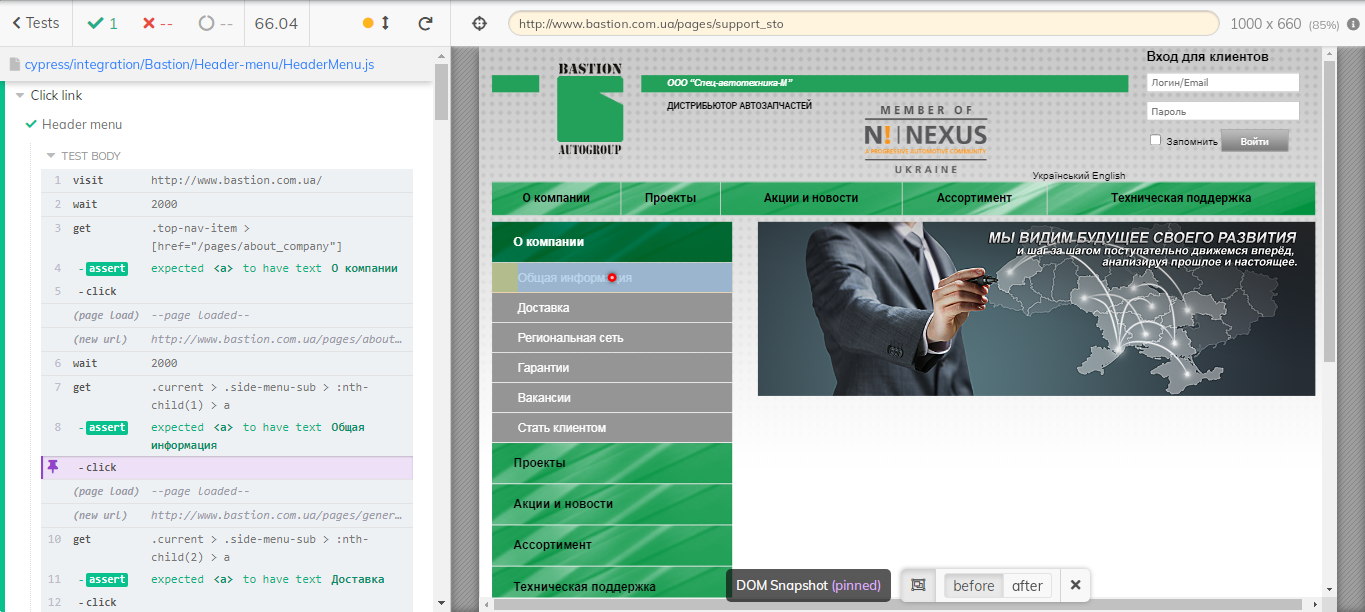 Tests
1
--
--
66.04
http://www.bastion.com.ua/pages/support_sto
1000 x 660 (85%)
cypress/integration/Bastion/Header-menu/HeaderMenu.js
Click link
Header menu
TEST BODY
1 visit http://www.bastion.com.ua/
2 wait 2000
3 get .top-nav-item >
[href="/pages/about_company"]
4 -assert expected <a> to have text О компании
5 -click
(page load) --page loaded--
(new url) http://www.bastion.com.ua/pages/about…
6 wait 2000
7 get .current > .side-menu-sub > :nth-
child(1) > a
8 -assert expected <a> to have text Общая
информация
-click
(page load) --page loaded--
(new url) http://www.bastion.com.ua/pages/gener…
10 get .current > .side-menu-sub > :nth-
child(2) > a
11 -assert expected <a> to have text Доставка
12 -click
BASTION
AUTOGROUP
ООО "Спец-автотехника-М"
ДИСТРИБЬЮТОР АВТОЗАПЧАСТЕЙ
MEMBER OF
N!|NEXUS
A PROGRESSIVE AUTOMOTIVE COMMUNITY
UKRAINE
Вход для клиентов
Логин/Email
Пароль
Запомнить
Войти
Український English
О компании
Проекты
Акции и новости
Ассортимент
Техническая поддержка
О компании
Общая информация
Доставка
Региональная сеть
Гарантии
Вакансии
Стать клиентом
Проекты
Акции и новости
Ассортимент
Техническая поддержка
МЫ ВИДИМ БУДУЩЕЕ СВОЕГО РАЗВИТИЯ
и шаг за шагом поступательно движемся вперёд,
анализируя прошлое и настоящее.
DOM Snapshot (pinned)
before
after